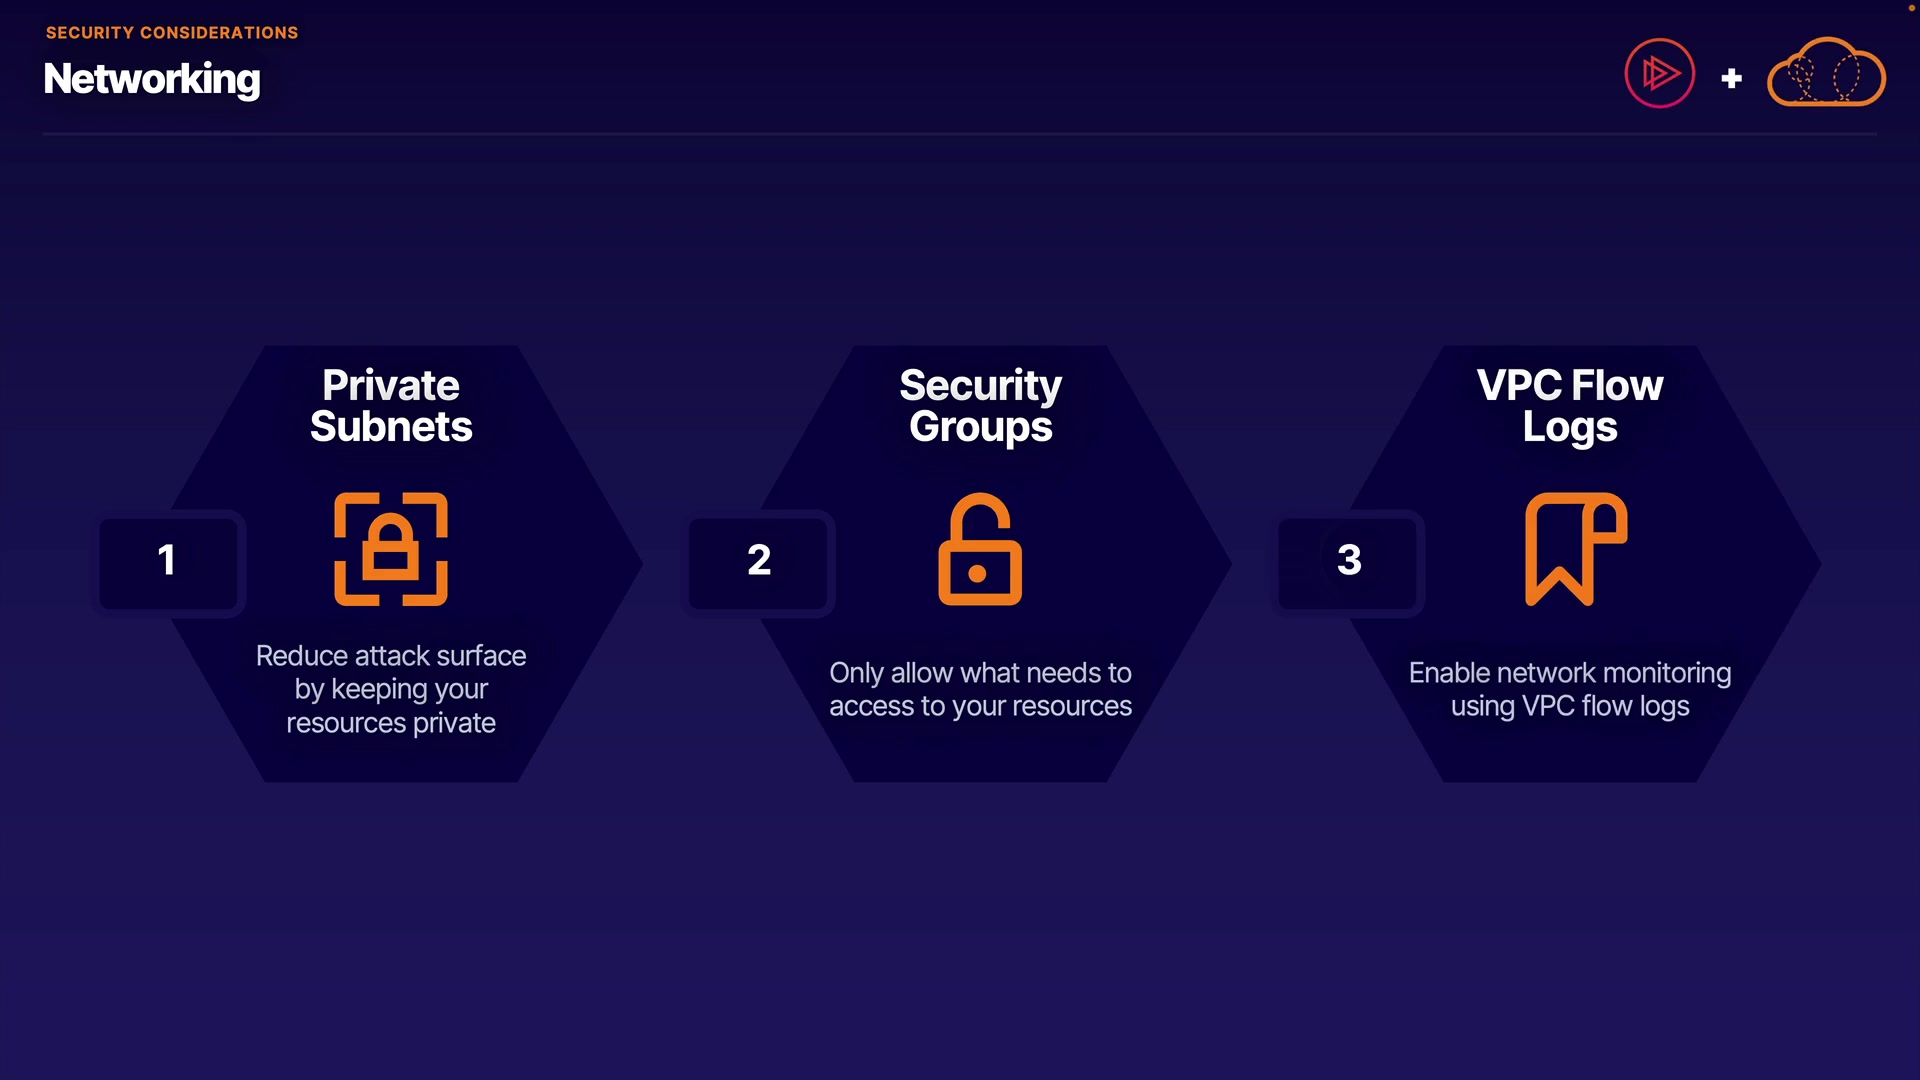 SECURITY CONSIDERATIONS
Networking
+
1
Private
Subnets
Reduce attack surface
by keeping your
resources private
2
Security
Groups
Only allow what needs to
access to your resources
3
VPC Flow
Logs
Enable network monitoring
using VPC flow logs